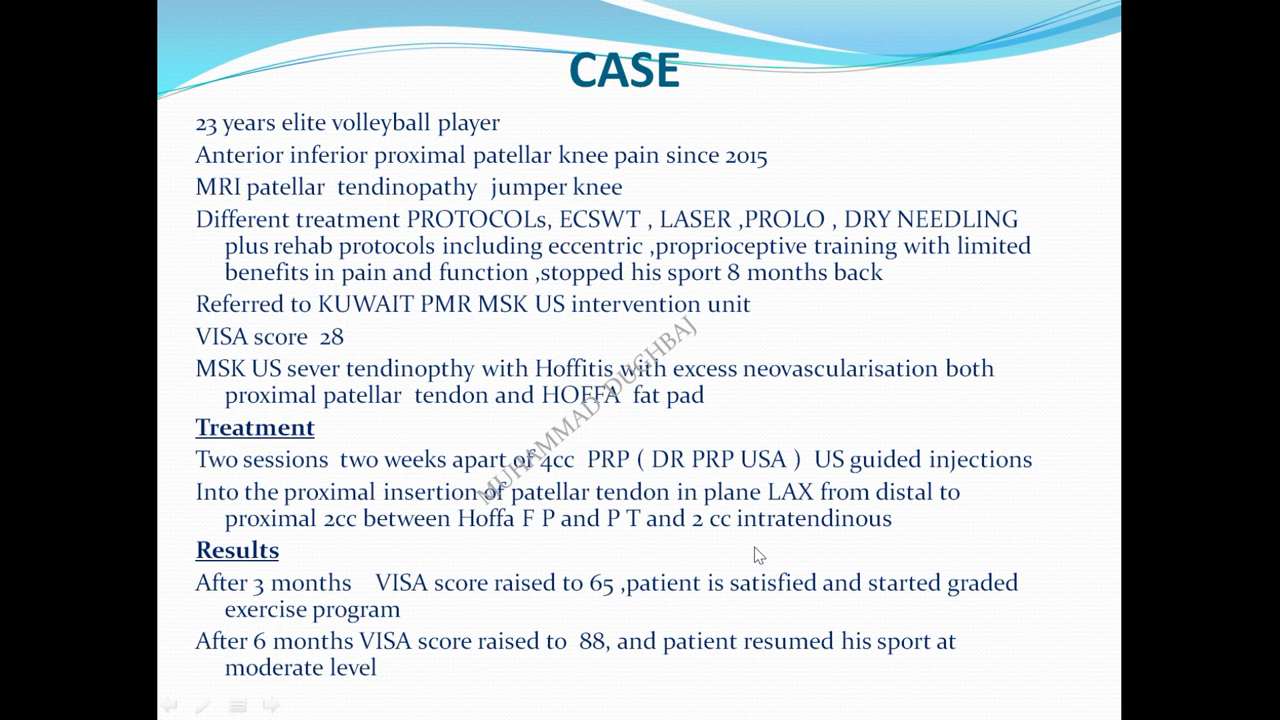 CASE
23 years elite volleyball player
Anterior inferior proximal patellar knee pain since 2015
MRI patellar tendinopathy jumper knee
Different treatment PROTOCOLs, ECSWT , LASER ,PROLO , DRY NEEDLING
plus rehab protocols including eccentric ,proprioceptive training with limited
benefits in pain and function ,stopped his sport 8 months back
Referred to KUWAIT PMR MSK US intervention unit
VISA score 28
MSK US sever tendinopthy with Hoffitis with excess neovascularisation both
proximal patellar tendon and HOFFA fat pad
Treatment
Two sessions two weeks apart of 4cc PRP ( DR PRP USA ) US guided injections
Into the proximal insertion of patellar tendon in plane LAX from distal to
proximal 2cc between Hoffa F P and P T and 2 cc intratendinous
Results
After 3 months VISA score raised to 65 ,patient is satisfied and started graded
exercise program
After 6 months VISA score raised to 88, and patient resumed his sport at
moderate level
MUHAMMAD DUGHBAJ